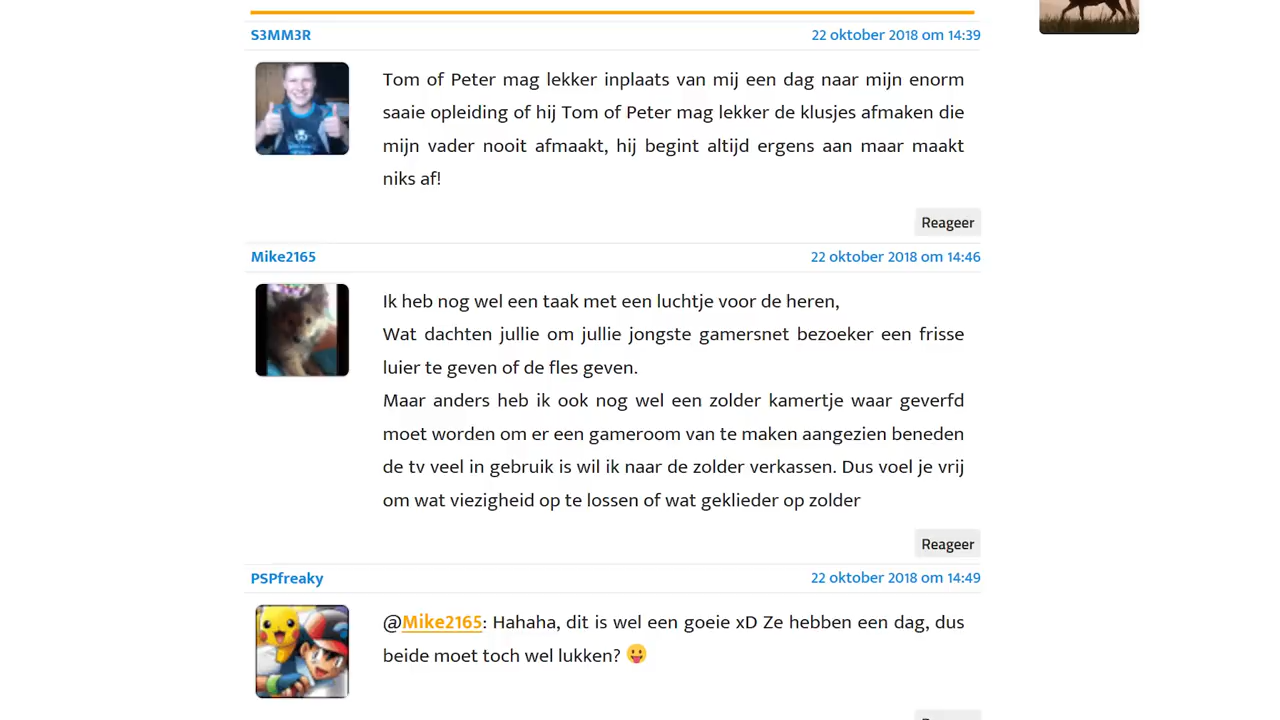 S3MM3R
22 oktober 2018 om 14:39
Tom of Peter mag lekker inplaats van mij een dag naar mijn enorm
saaie opleiding of hij Tom of Peter mag lekker de klusjes afmaken die
mijn vader nooit afmaakt, hij begint altijd ergens aan maar maakt
niks af!
Reageer
Mike2165
22 oktober 2018 om 14:46
Ik heb nog wel een taak met een luchtje voor de heren,
Wat dachten jullie om jullie jongste gamersnet bezoeker een frisse
luier te geven of de fles geven.
Maar anders heb ik ook nog wel een zolder kamertje waar geverfd
moet worden om er een gameroom van te maken aangezien beneden
de tv veel in gebruik is wil ik naar de zolder verkassen. Dus voel je vrij
om wat viezigheid op te lossen of wat geklieder op zolder
Reageer
PSPfreaky
22 oktober 2018 om 14:49
@Mike2165: Hahaha, dit is wel een goeie xD Ze hebben een dag, dus
beide moet toch wel lukken? 😛